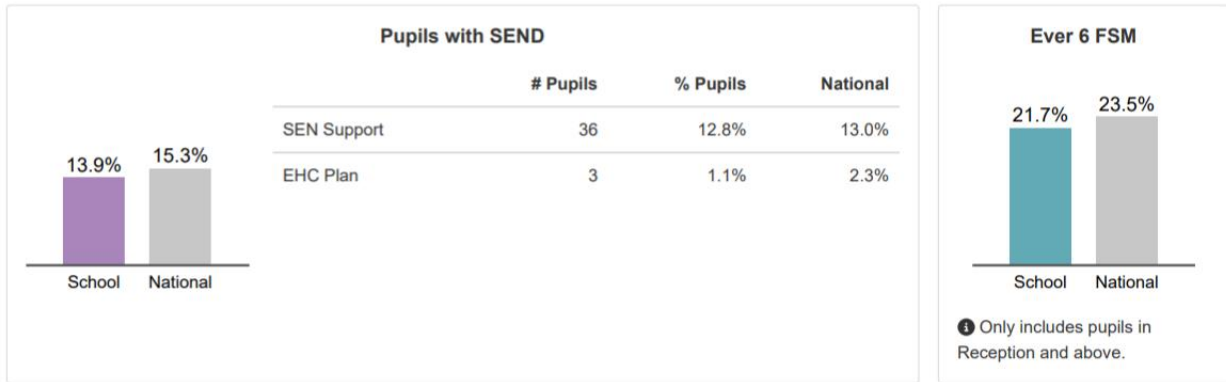 Pupils with SEND
# Pupils % Pupils National
SEN Support 36 12.8% 13.0%
EHC Plan 3 1.1% 2.3%
13.9% 15.3%
School National
Ever 6 FSM
21.7% 23.5%
School National
Only includes pupils in
Reception and above.